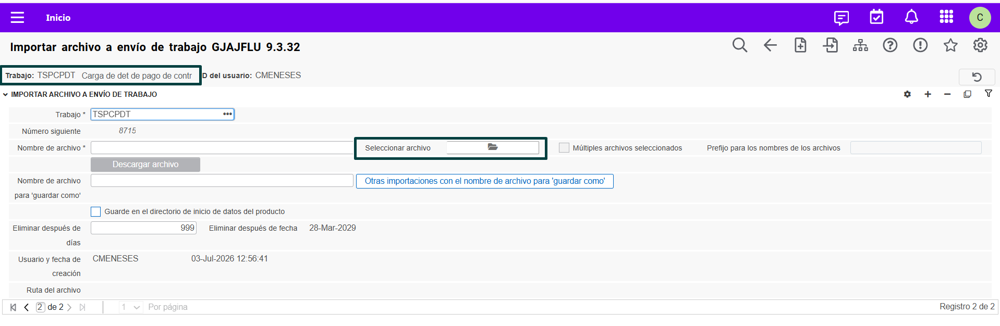 Inicio
C
Importar archivo a envío de trabajo GJAJFLU 9.3.32
Trabajo: TSPCPDT Carga de det de pago de contr D del usuario: CMENESES
IMPORTAR ARCHIVO A ENVÍO DE TRABAJO
Trabajo * TSPCPDT
Número siguiente 8715
Nombre de archivo * Seleccionar archivo Múltiples archivos seleccionados Prefijo para los nombres de los archivos
Descargar archivo
Nombre de archivo
para 'guardar como' Otras importaciones con el nombre de archivo para 'guardar como'
Guarde en el directorio de inicio de datos del producto
Eliminar después de
días 999 Eliminar después de fecha 28-Mar-2029
Usuario y fecha de
creación CMENESES 03-Jul-2026 12:56:41
Ruta del archivo
2 de 2 1 Por página Registro 2 de 2